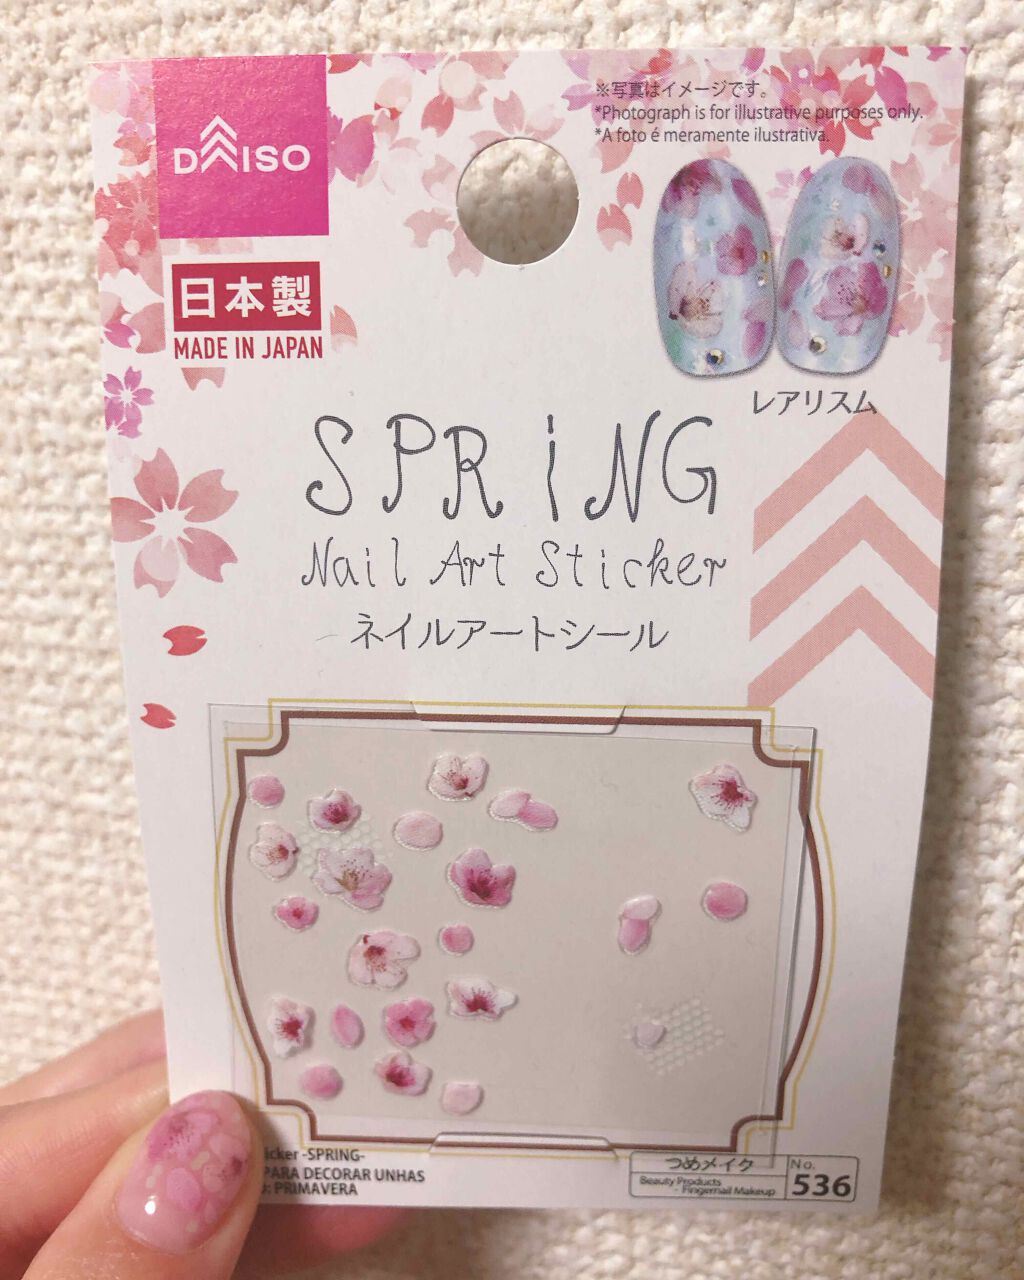 ※写真はイメージです。
*Photograph is for illustrative purposes only.
*A foto é meramente ilustrativa.
DAISO
日本製
MADE IN JAPAN
レアリスム
SPRiNG
Nail Art Sticker
ネイルアートシール
icker -SPRING-
PARA DECORAR UNHAS
: PRIMAVERA
つめメイク
Beauty Products
- Fingernail Makeup
No.
536